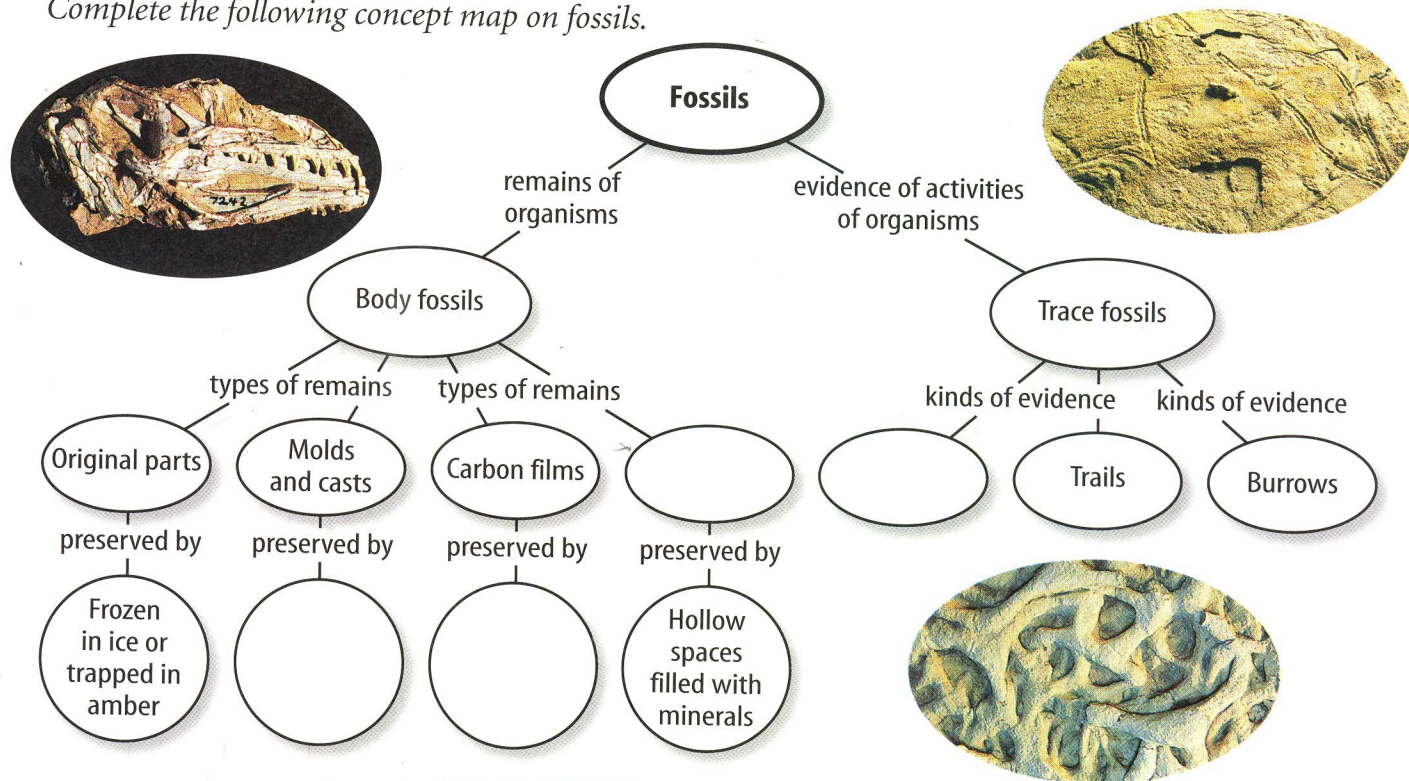 Complete the following concept map on fossils.
Fossils
remains of
organisms
evidence of activities
of organisms
7242
Body fossils
Trace fossils
types of remains
types of remains
kinds of evidence
kinds of evidence
Original parts
Molds
and casts
Carbon films
Trails
Burrows
preserved by
preserved by
preserved by
preserved by
Frozen
in ice or
trapped in
amber
Hollow
spaces
filled with
minerals